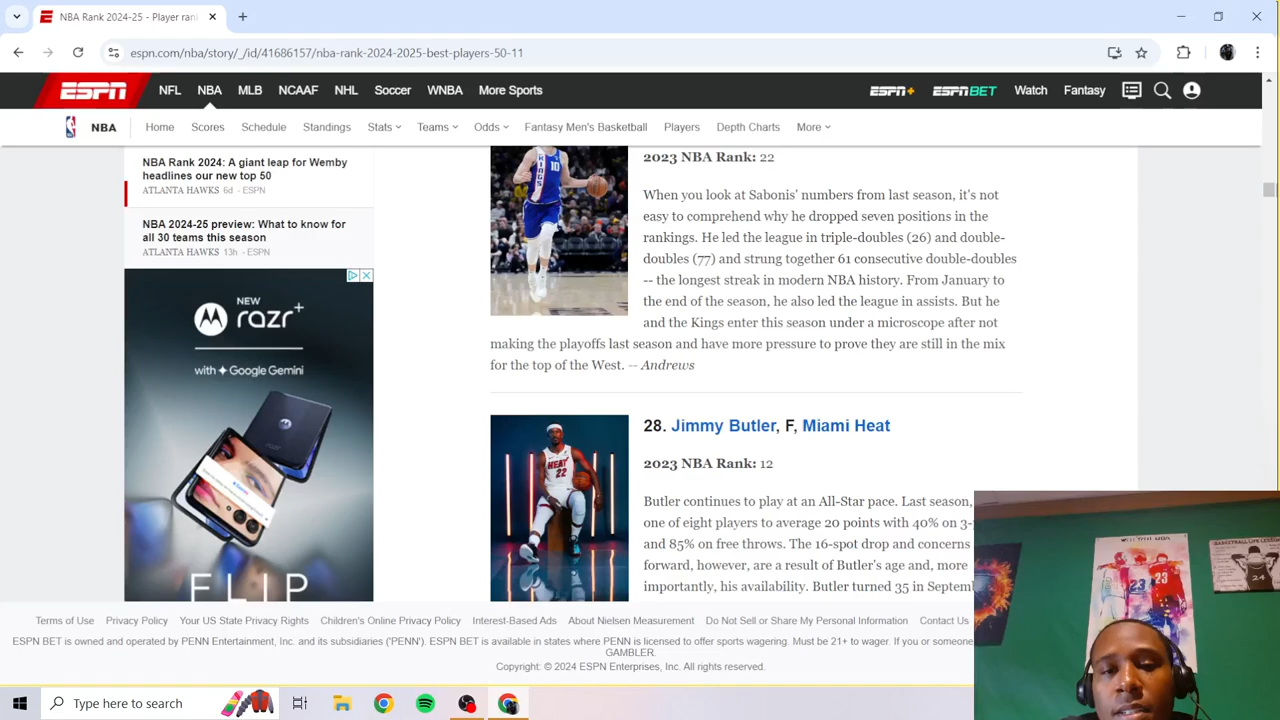 NBA Rank 2024-25 - Player ran
espn.com/nba/story/_/id/41686157/nba-rank-2024-2025-best-players-50-11
ESPN NFL NBA MLB NCAAF NHL Soccer WNBA More Sports ESPN+ ESPN BET Watch Fantasy
NBA Home Scores Schedule Standings Stats Teams Odds Fantasy Men's Basketball Players Depth Charts More
NBA Rank 2024: A giant leap for Wemby
headlines our new top 50
ATLANTA HAWKS 6d - ESPN
NBA 2024-25 preview: What to know for
all 30 teams this season
ATLANTA HAWKS 13h - ESPN
NEW
razr+
with Google Gemini
FLIP
KINGS
10
2023 NBA Rank: 22
When you look at Sabonis' numbers from last season, it's not
easy to comprehend why he dropped seven positions in the
rankings. He led the league in triple-doubles (26) and double-
doubles (77) and strung together 61 consecutive double-doubles
-- the longest streak in modern NBA history. From January to
the end of the season, he also led the league in assists. But he
and the Kings enter this season under a microscope after not
making the playoffs last season and have more pressure to prove they are still in the mix
for the top of the West. -- Andrews
28. Jimmy Butler, F, Miami Heat
2023 NBA Rank: 12
HEAT
22
Butler continues to play at an All-Star pace. Last season,
one of eight players to average 20 points with 40% on 3-
and 85% on free throws. The 16-spot drop and concerns
forward, however, are a result of Butler's age and, more
importantly, his availability. Butler turned 35 in Septem
BASKETBALL LIFE
23 23
24
Terms of Use Privacy Policy Your US State Privacy Rights Children's Online Privacy Policy Interest-Based Ads About Nielsen Measurement Do Not Sell or Share My Personal Information Contact Us
ESPN BET is owned and operated by PENN Entertainment, Inc. and its subsidiaries ('PENN'). ESPN BET is available in states where PENN is licensed to offer sports wagering. Must be 21+ to wager. If you or someone
GAMBLER.
Copyright: © 2024 ESPN Enterprises, Inc. All rights reserved.
Type here to search